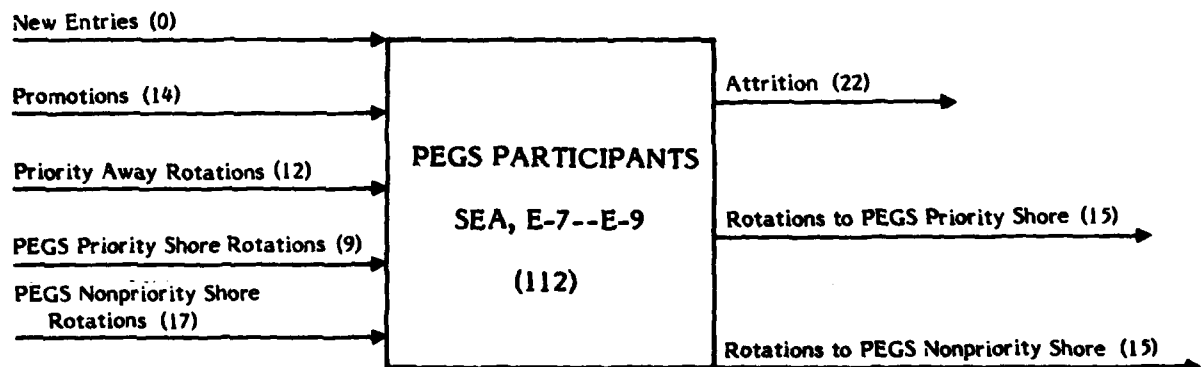 New Entries (0)
Promotions (14)
Priority Away Rotations (12)
PEGS Priority Shore Rotations (9)
PEGS Nonpriority Shore
Rotations (17)
PEGS PARTICIPANTS
SEA, E-7--E-9
(112)
Attrition (22)
Rotations to PEGS Priority Shore (15)
Rotations to PEGS Nonpriority Shore (15)